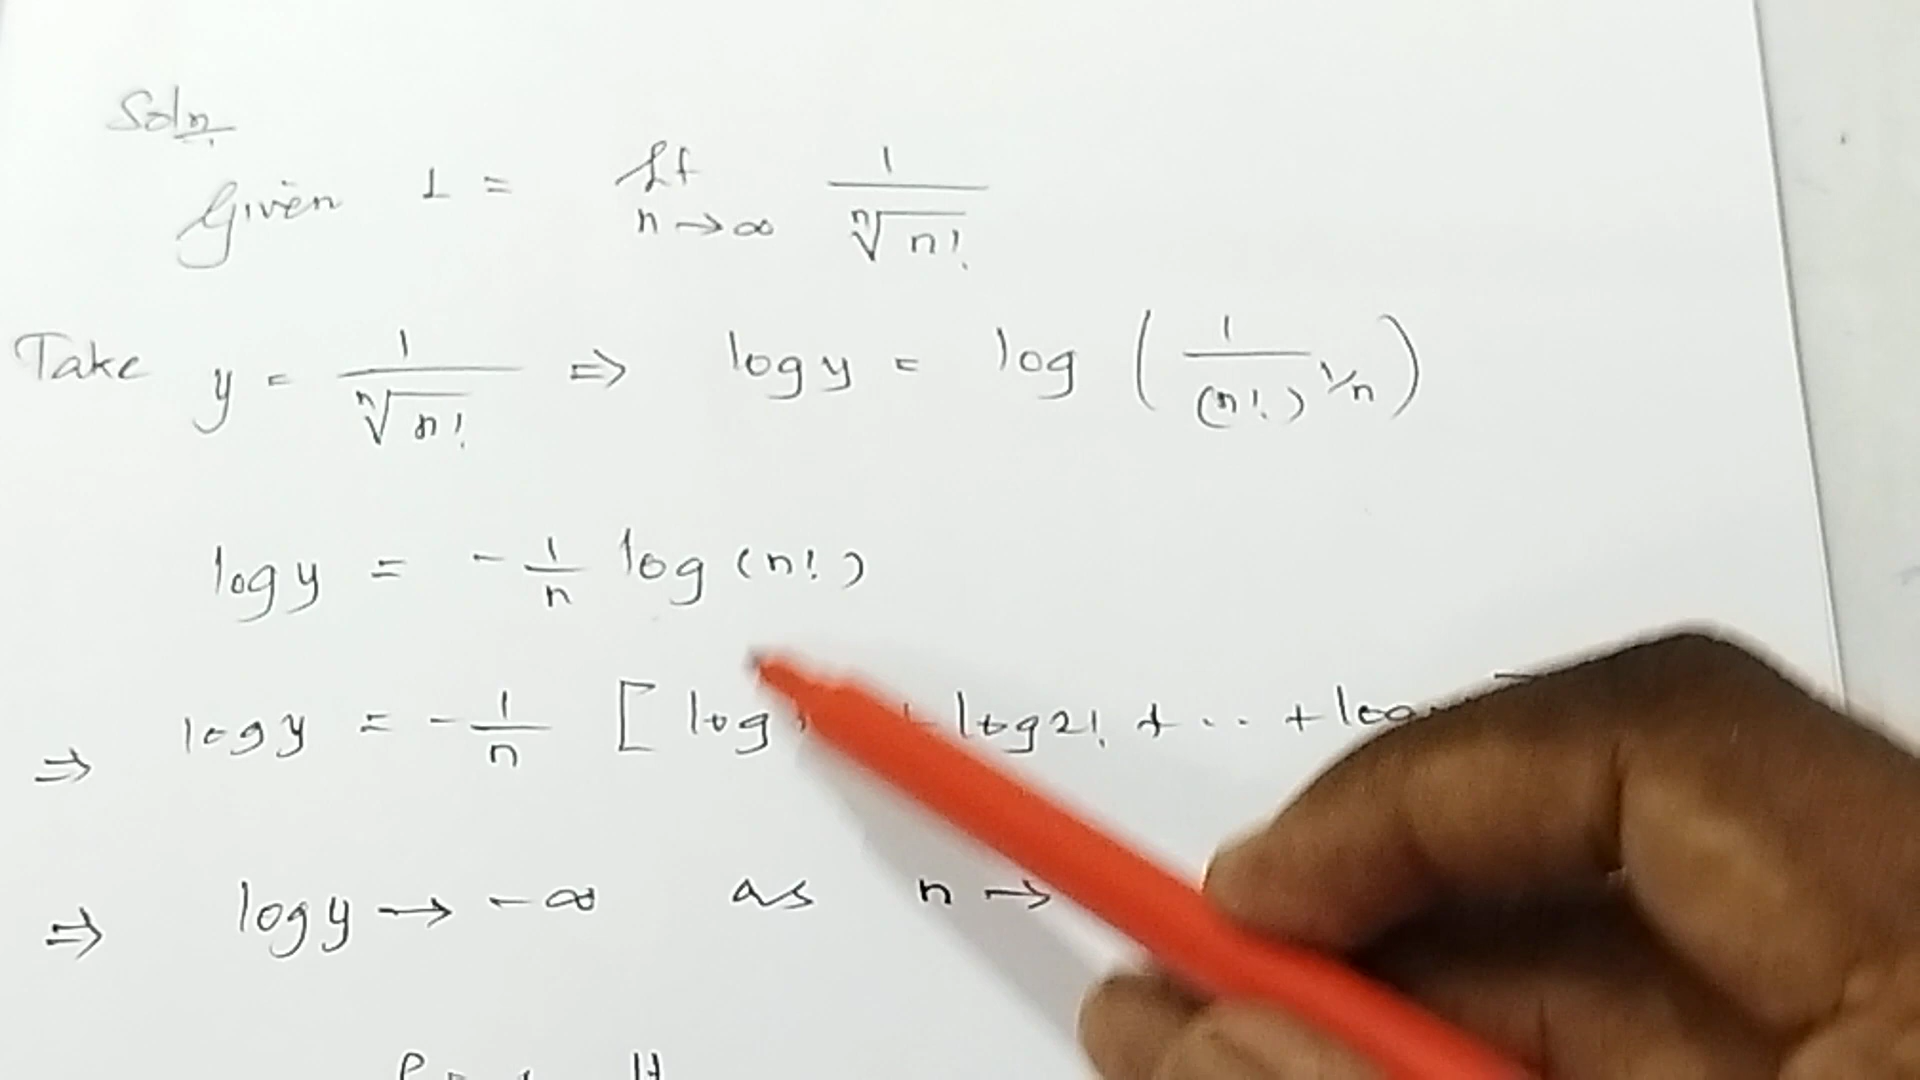 Soln
Given L = Lt n→∞ 1/ⁿ√n!
Take y = 1/ⁿ√n! ⇒ log y = log (1/(n!)^1/n)
log y = - 1/n log (n!)
⇒ log y = - 1/n [ log + log 2! + .. + log
⇒ log y → -∞ as n →